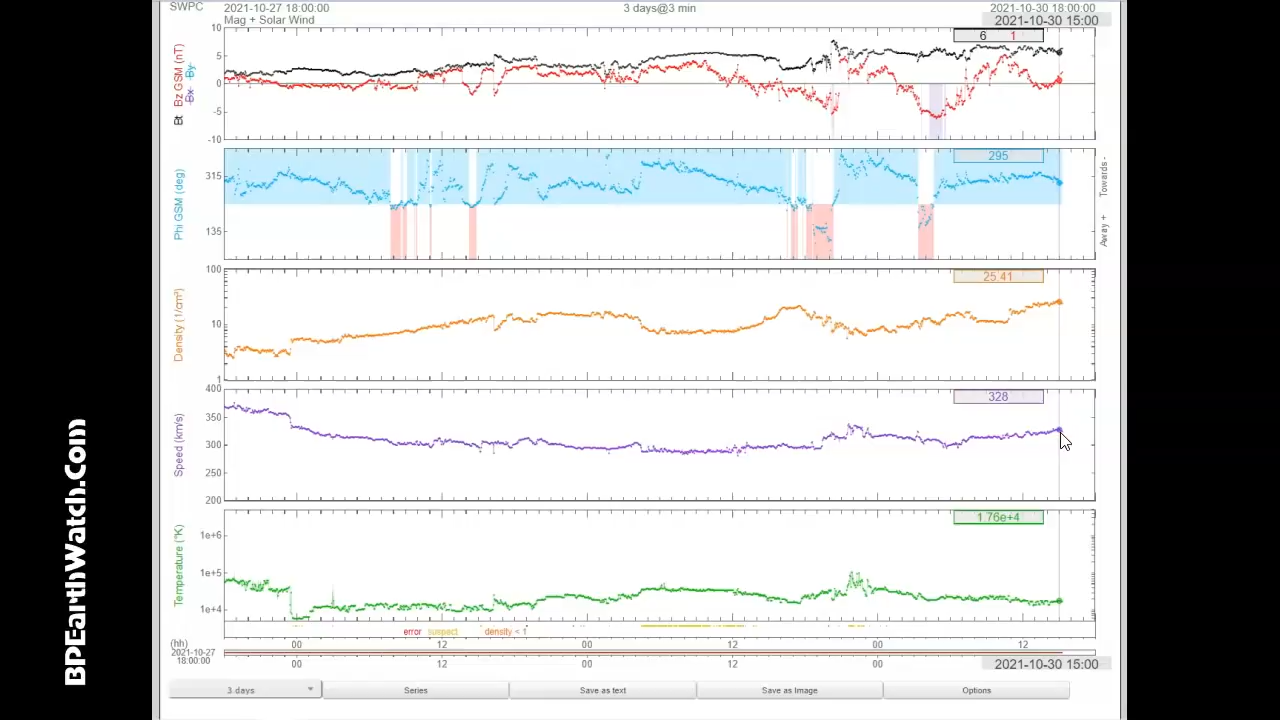 SWPC 2021-10-27 18:00:00 3 days@3 min 2021-10-30 18:00:00
Mag + Solar Wind 2021-10-30 15:00
10
5
0
-5
-10
Bt Bz GSM (nT)
Bx By
6 1
315
135
Phi GSM (deg)
295
Away + Towards -
100
10
1
Density (1/cm³)
25.41
400
350
300
250
200
Speed (km/s)
328
1e+6
1e+5
1e+4
Temperature (°K)
1.76e+4
error suspect density < 1
(hh) 00 12 00 12 00 12
2021-10-27
18:00:00
00 12 00 12 00 2021-10-30 15:00
3 days Series Save as text Save as Image Options
BPEarthWatch.Com